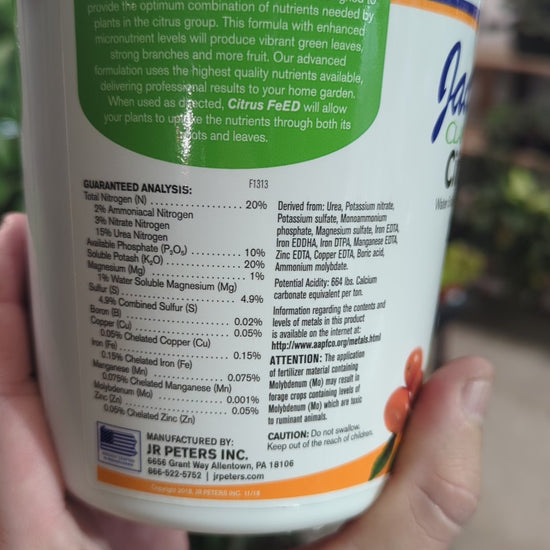 provide the optimum combination of nutrients needed by
plants in the citrus group. This formula with enhanced
micronutrient levels will produce vibrant green leaves,
strong branches and more fruit. Our advanced
formulation uses the highest quality nutrients available,
delivering professional results to your home garden.
When used as directed, Citrus FeED will allow
your plants to uptake the nutrients through both its
roots and leaves.
GUARANTEED ANALYSIS: F1313
Total Nitrogen (N) 20%
2% Ammoniacal Nitrogen
3% Nitrate Nitrogen
15% Urea Nitrogen
Available Phosphate (P₂O₅) 10%
Soluble Potash (K₂O) 20%
Magnesium (Mg) 1%
1% Water Soluble Magnesium (Mg)
Sulfur (S) 4.9%
4.9% Combined Sulfur (S)
Boron (B) 0.02%
Copper (Cu) 0.05%
0.05% Chelated Copper (Cu)
Iron (Fe) 0.15%
0.15% Chelated Iron (Fe)
Manganese (Mn) 0.075%
0.075% Chelated Manganese (Mn)
Molybdenum (Mo) 0.001%
Zinc (Zn) 0.05%
0.05% Chelated Zinc (Zn)
Derived from: Urea, Potassium nitrate,
Potassium sulfate, Monoammonium
phosphate, Magnesium sulfate, Iron EDTA,
Iron EDDHA, Iron DTPA, Manganese EDTA,
Zinc EDTA, Copper EDTA, Boric acid,
Ammonium molybdate.
Potential Acidity: 664 lbs. Calcium
carbonate equivalent per ton.
Information regarding the contents and
levels of metals in this product
is available on the internet at:
http://www.aapfco.org/metals.html
ATTENTION: The application
of fertilizer material containing
Molybdenum (Mo) may result in
forage crops containing levels of
Molybdenum (Mo) which are toxic
to ruminant animals.
CAUTION: Do not swallow.
Keep out of the reach of children.
MANUFACTURED BY:
JR PETERS INC.
6656 Grant Way Allentown, PA 18106
866-522-5752 | jrpeters.com
Copyright 2018, JR PETERS INC. 11/18